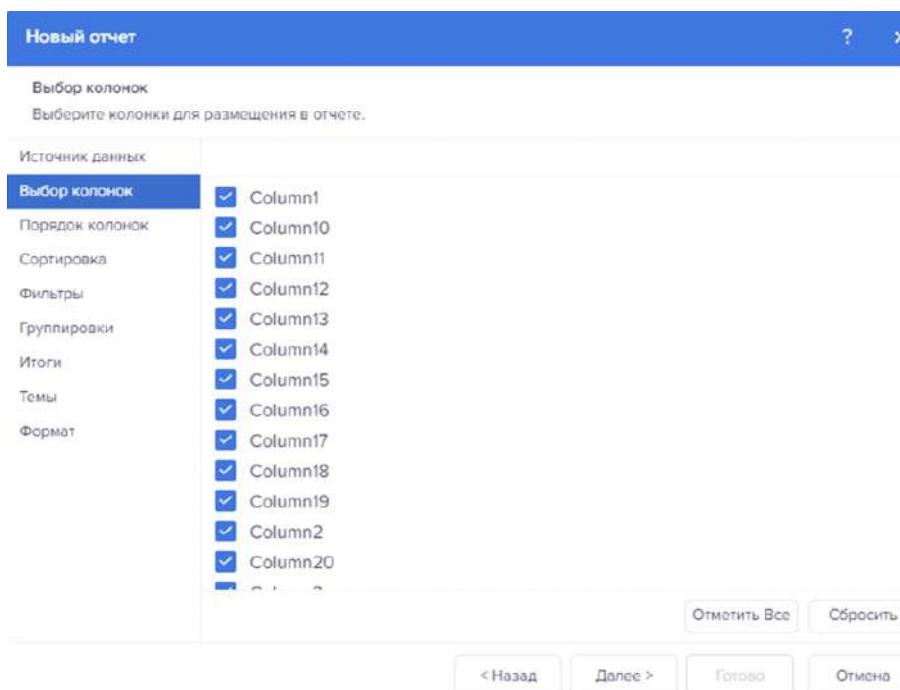 Новый отчет ?
Выбор колонок
Выберите колонки для размещения в отчете.
Источник данных
Выбор колонок
Порядок колонок
Сортировка
Фильтры
Группировки
Итоги
Темы
Формат
Column1
Column10
Column11
Column12
Column13
Column14
Column15
Column16
Column17
Column18
Column19
Column2
Column20
Отметить Все Сбросить
< Назад Далее > Готово Отмена